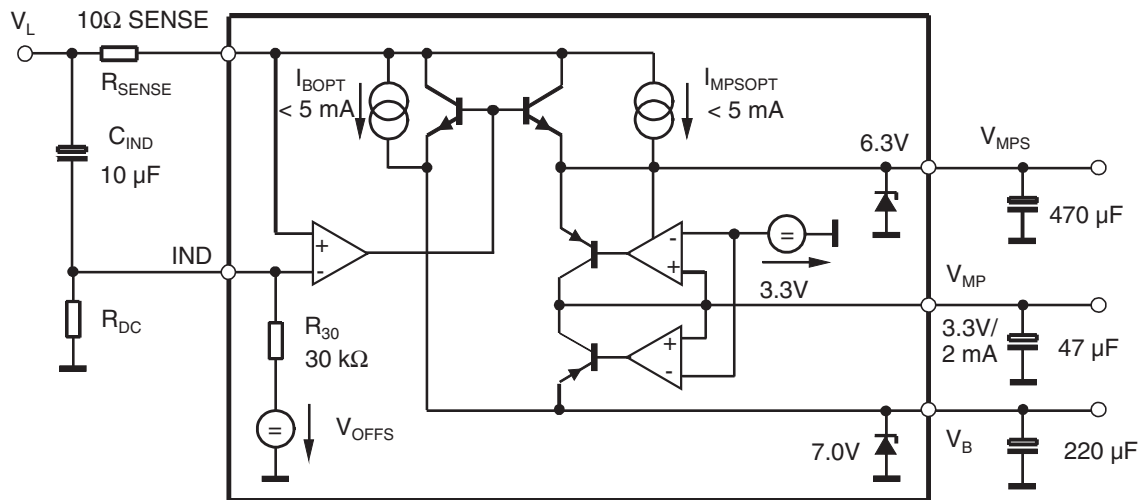 V_L
10Ω SENSE
R_SENSE
C_IND
10 µF
IND
R_DC
I_BOPT
< 5 mA
I_MPSOPT
< 5 mA
+
-
R_30
30 kΩ
=
V_OFFS
-
+
=
3.3V
+
-
6.3V
V_MPS
470 µF
V_MP
3.3V/
2 mA
47 µF
7.0V
V_B
220 µF